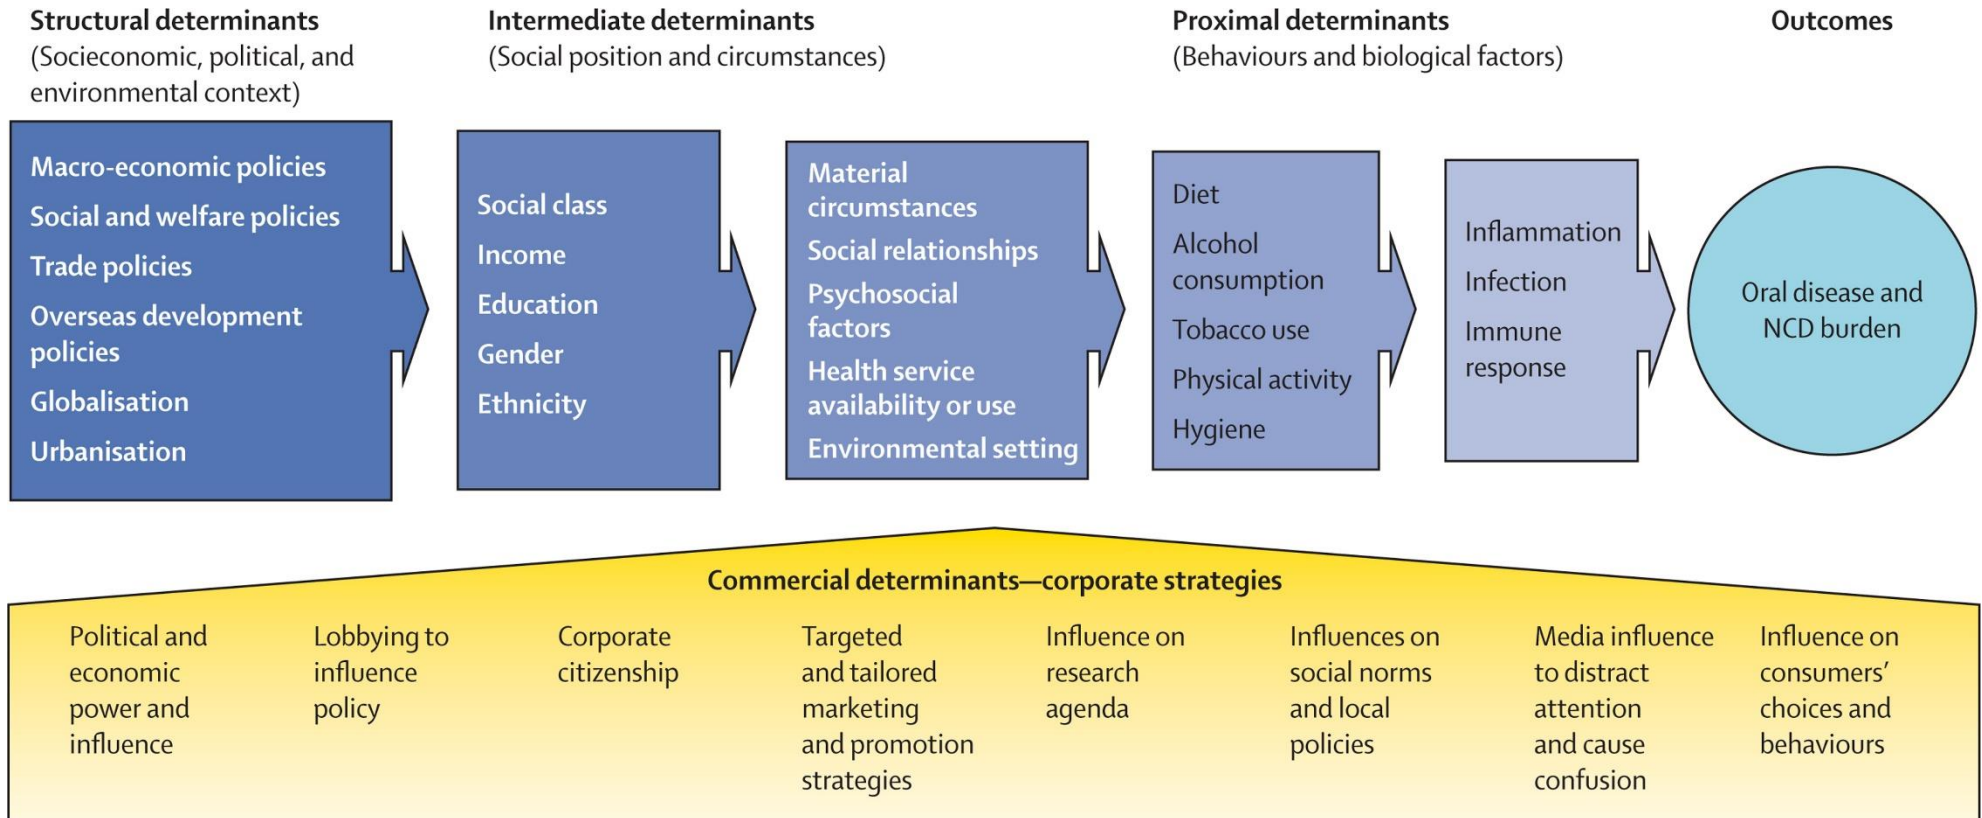 Structural determinants
(Socieconomic, political, and
environmental context)
Intermediate determinants
(Social position and circumstances)
Proximal determinants
(Behaviours and biological factors)
Outcomes
Macro-economic policies
Social and welfare policies
Trade policies
Overseas development
policies
Globalisation
Urbanisation
Social class
Income
Education
Gender
Ethnicity
Material
circumstances
Social relationships
Psychosocial
factors
Health service
availability or use
Environmental setting
Diet
Alcohol
consumption
Tobacco use
Physical activity
Hygiene
Inflammation
Infection
Immune
response
Oral disease and
NCD burden
Commercial determinants—corporate strategies
Political and
economic
power and
influence
Lobbying to
influence
policy
Corporate
citizenship
Targeted
and tailored
marketing
and promotion
strategies
Influence on
research
agenda
Influences on
social norms
and local
policies
Media influence
to distract
attention
and cause
confusion
Influence on
consumers’
choices and
behaviours